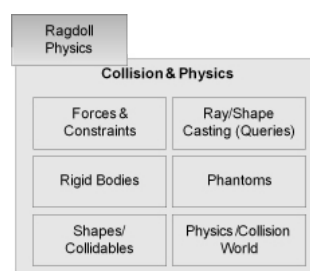 Ragdoll
Physics
Collision & Physics
Forces &
Constraints
Ray/Shape
Casting (Queries)
Rigid Bodies
Phantoms
Shapes/
Collidables
Physics/Collision
World